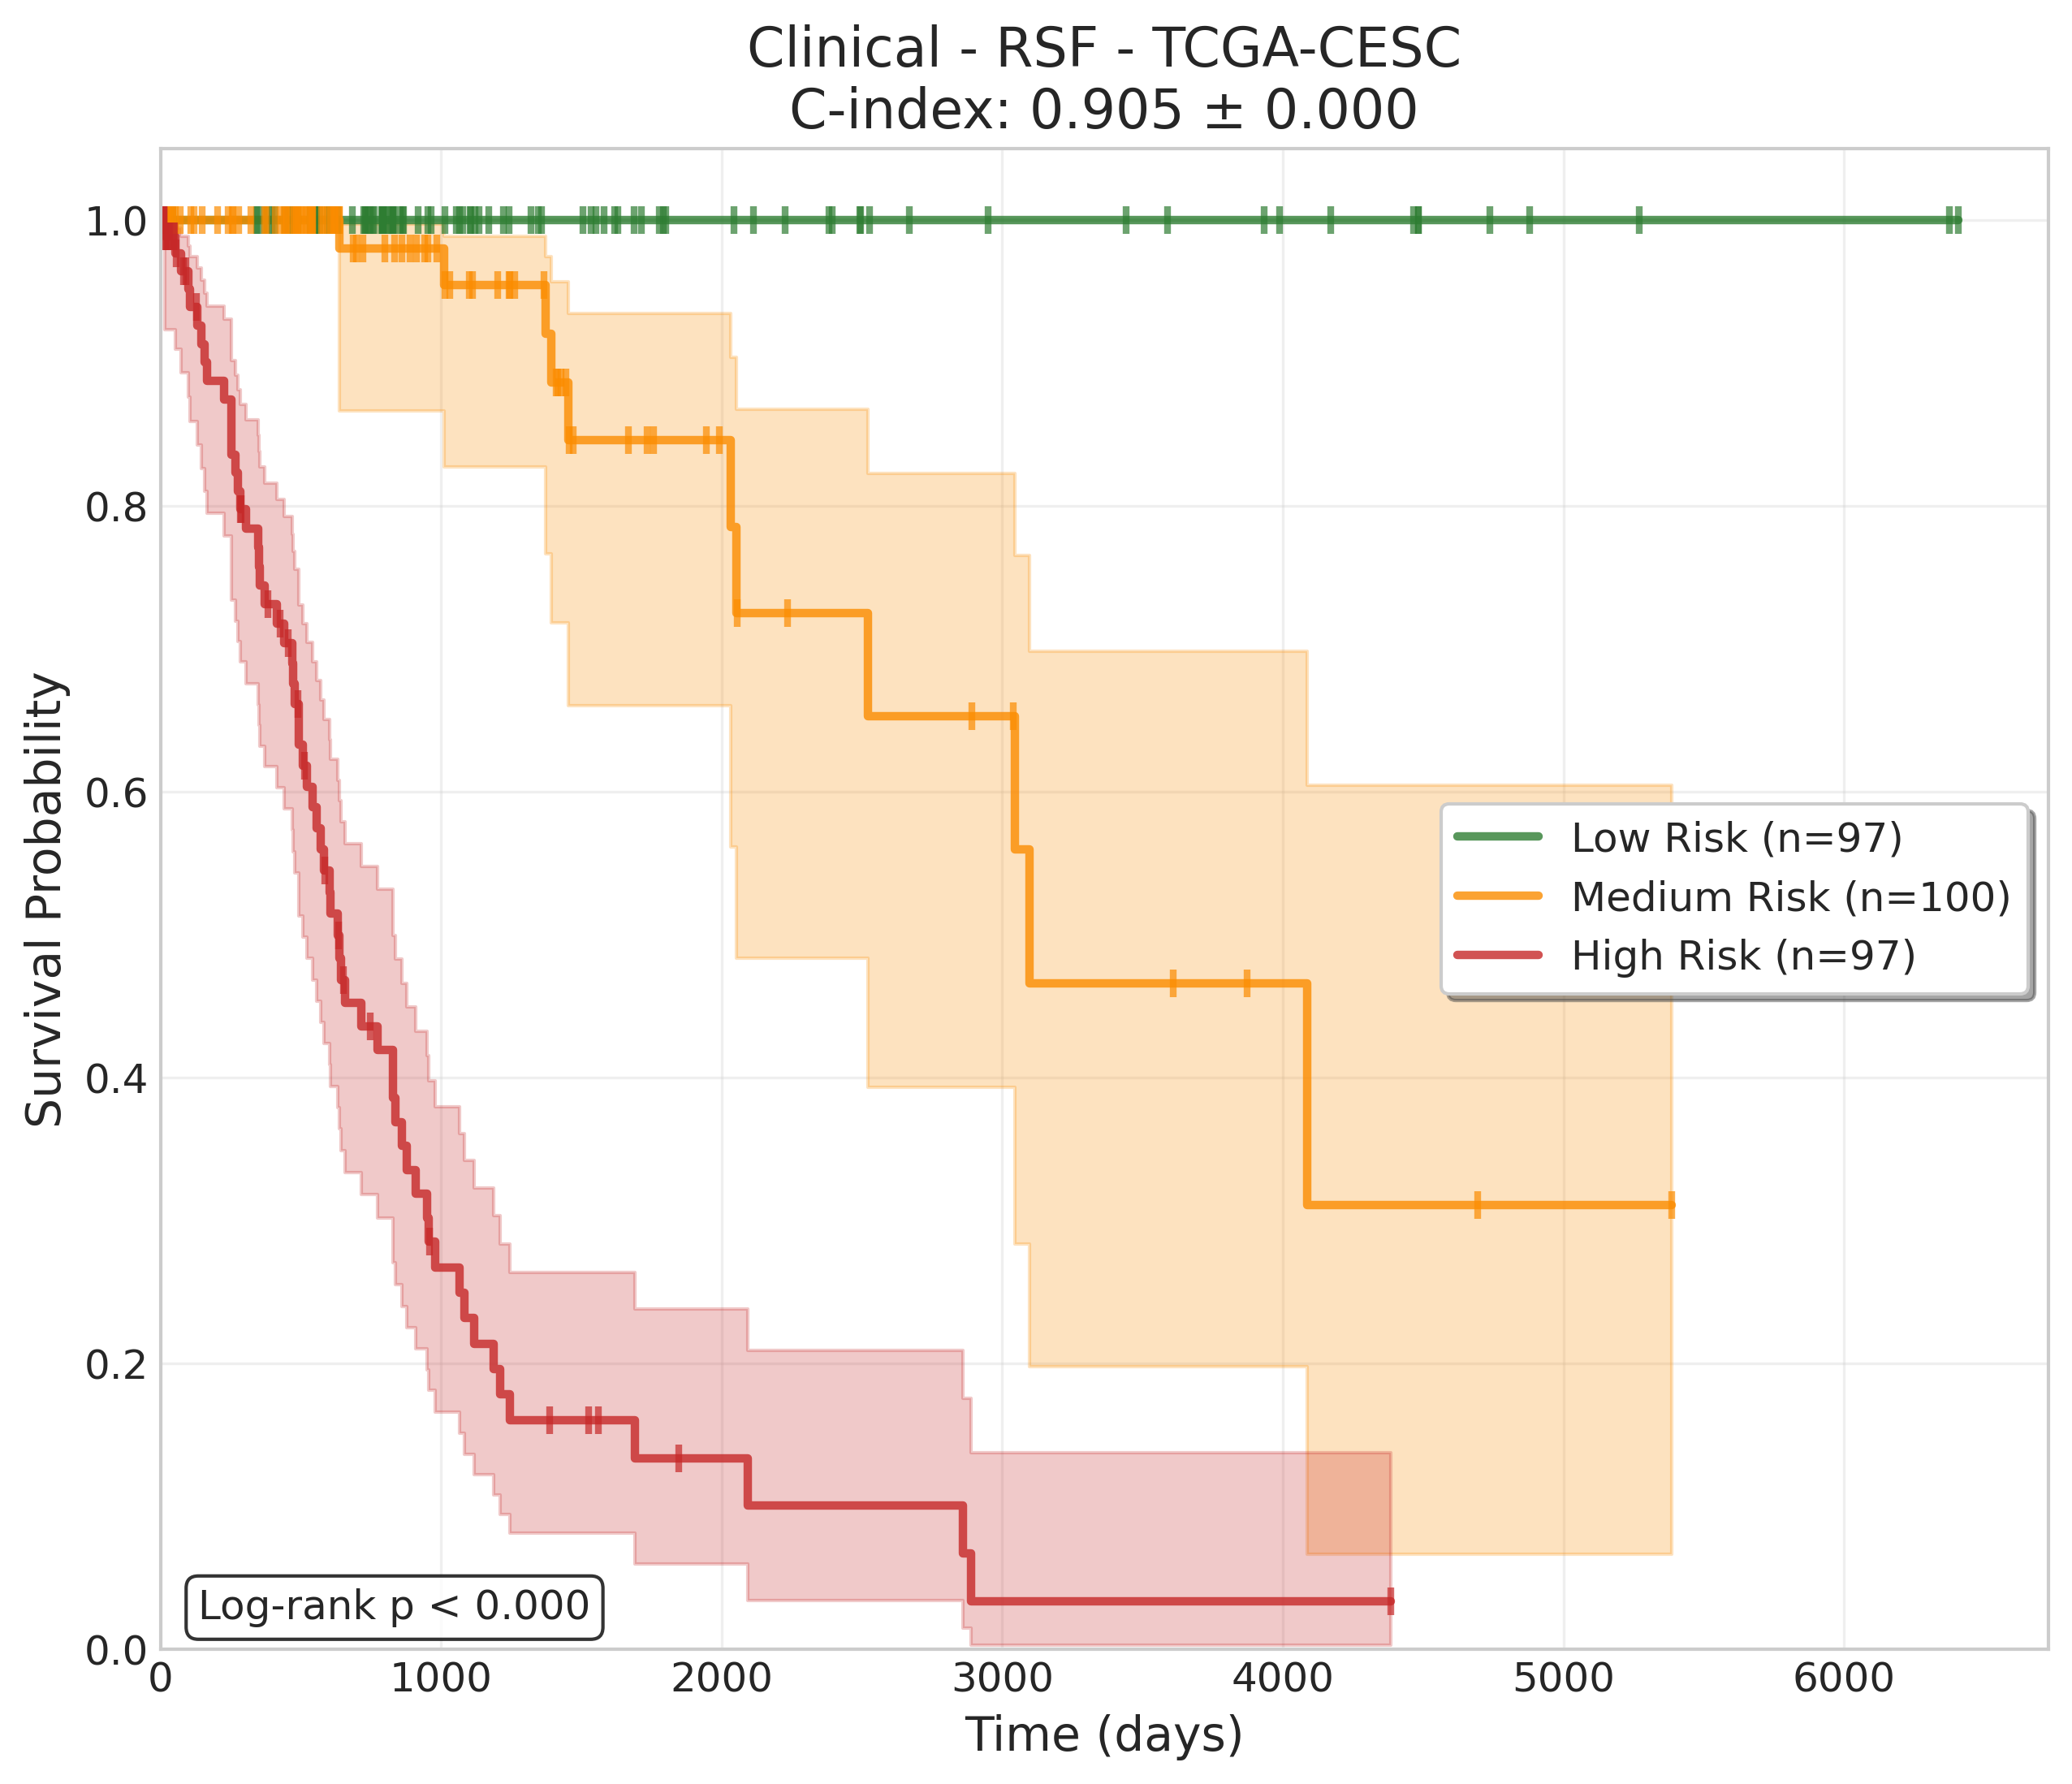 Clinical - RSF - TCGA-CESC
C-index: 0.905 ± 0.000
Survival Probability
1.0
0.8
0.6
0.4
0.2
0.0
Low Risk (n=97)
Medium Risk (n=100)
High Risk (n=97)
Log-rank p < 0.000
0 1000 2000 3000 4000 5000 6000
Time (days)